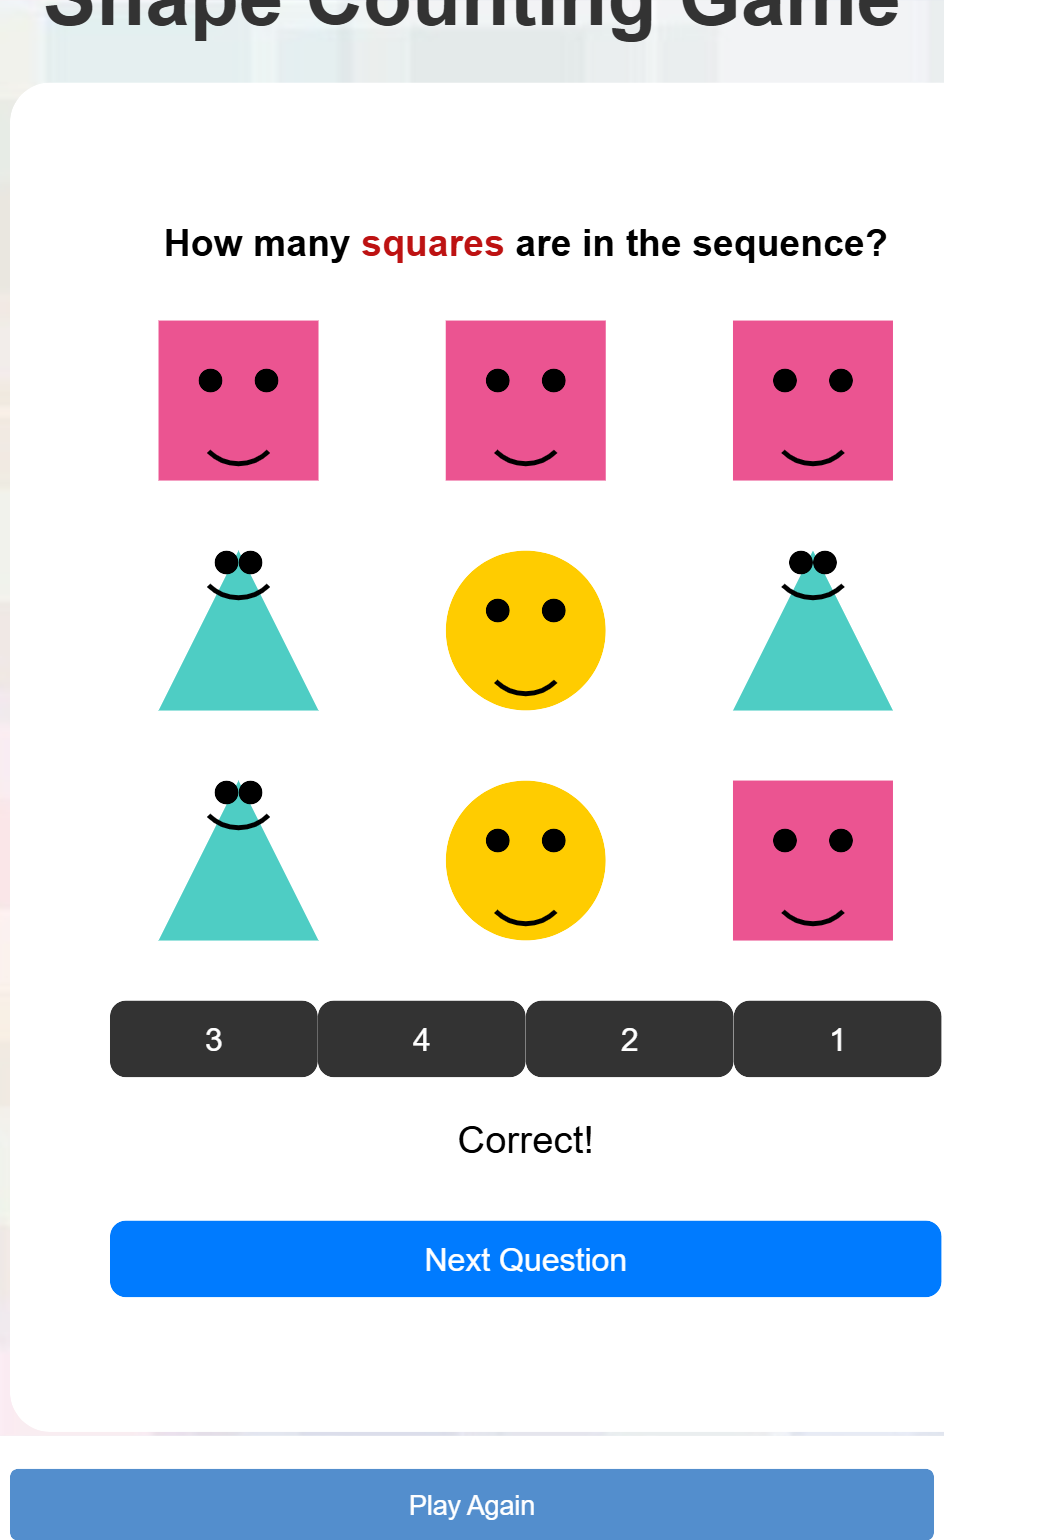 Shape Counting Game
How many squares are in the sequence?
3 4 2 1
Correct!
Next Question
Play Again